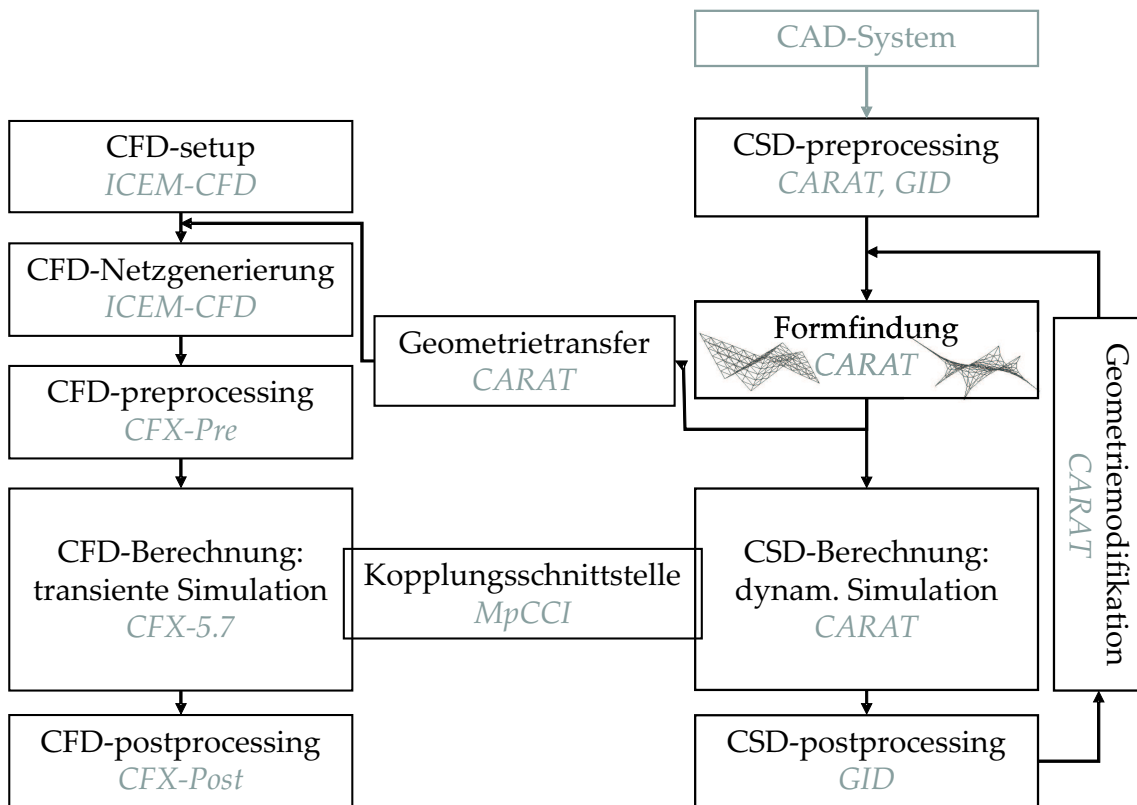 CAD-System
CFD-setup
ICEM-CFD
CSD-preprocessing
CARAT, GID
CFD-Netzgenerierung
ICEM-CFD
Geometrietransfer
CARAT
Formfindung
CARAT
CFD-preprocessing
CFX-Pre
Geometriemodifikation
CARAT
CFD-Berechnung:
transiente Simulation
CFX-5.7
Kopplungsschnittstelle
MpCCI
CSD-Berechnung:
dynam. Simulation
CARAT
CFD-postprocessing
CFX-Post
CSD-postprocessing
GID